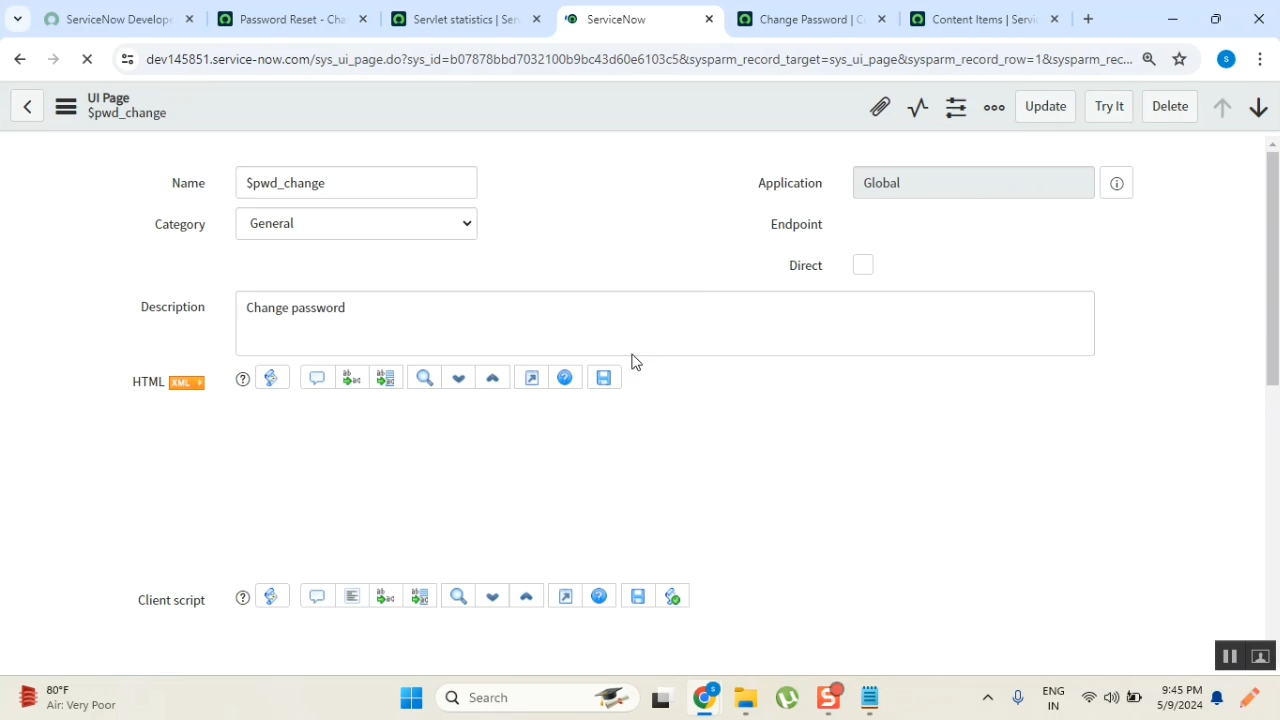 ServiceNow Develope
Password Reset - Cha
Servlet statistics | Serv
ServiceNow
Change Password | C
Content Items | Servic
dev145851.service-now.com/sys_ui_page.do?sys_id=b07878bbd7032100b9bc43d60e6103c5&sysparm_record_target=sys_ui_page&sysparm_record_row=1&sysparm_rec...
UI Page
$pwd_change
Update
Try It
Delete
Name
$pwd_change
Application
Global
Category
General
Endpoint
Direct
Description
Change password
HTML XML
Client script
80°F
Air: Very Poor
Search
ENG
IN
9:45 PM
5/9/2024